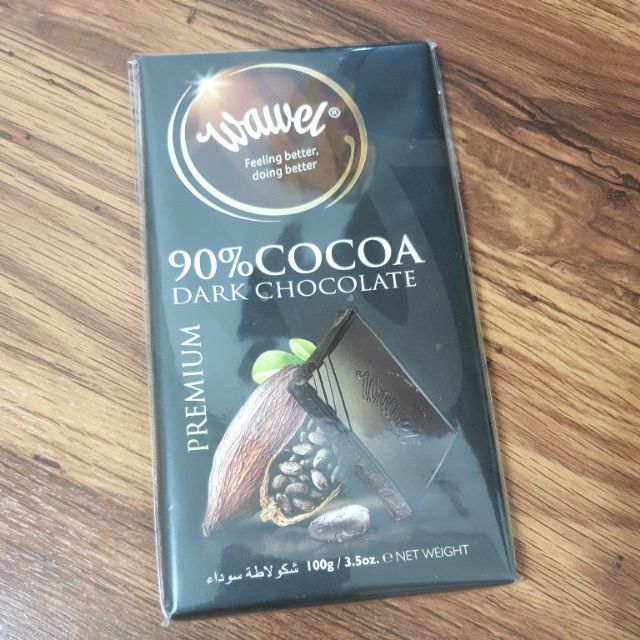 wawel®
Feeling better,
doing better
90% COCOA
DARK CHOCOLATE
PREMIUM
wawel
شكولاطة سوداء 100g / 3.5oz. ℮ NET WEIGHT